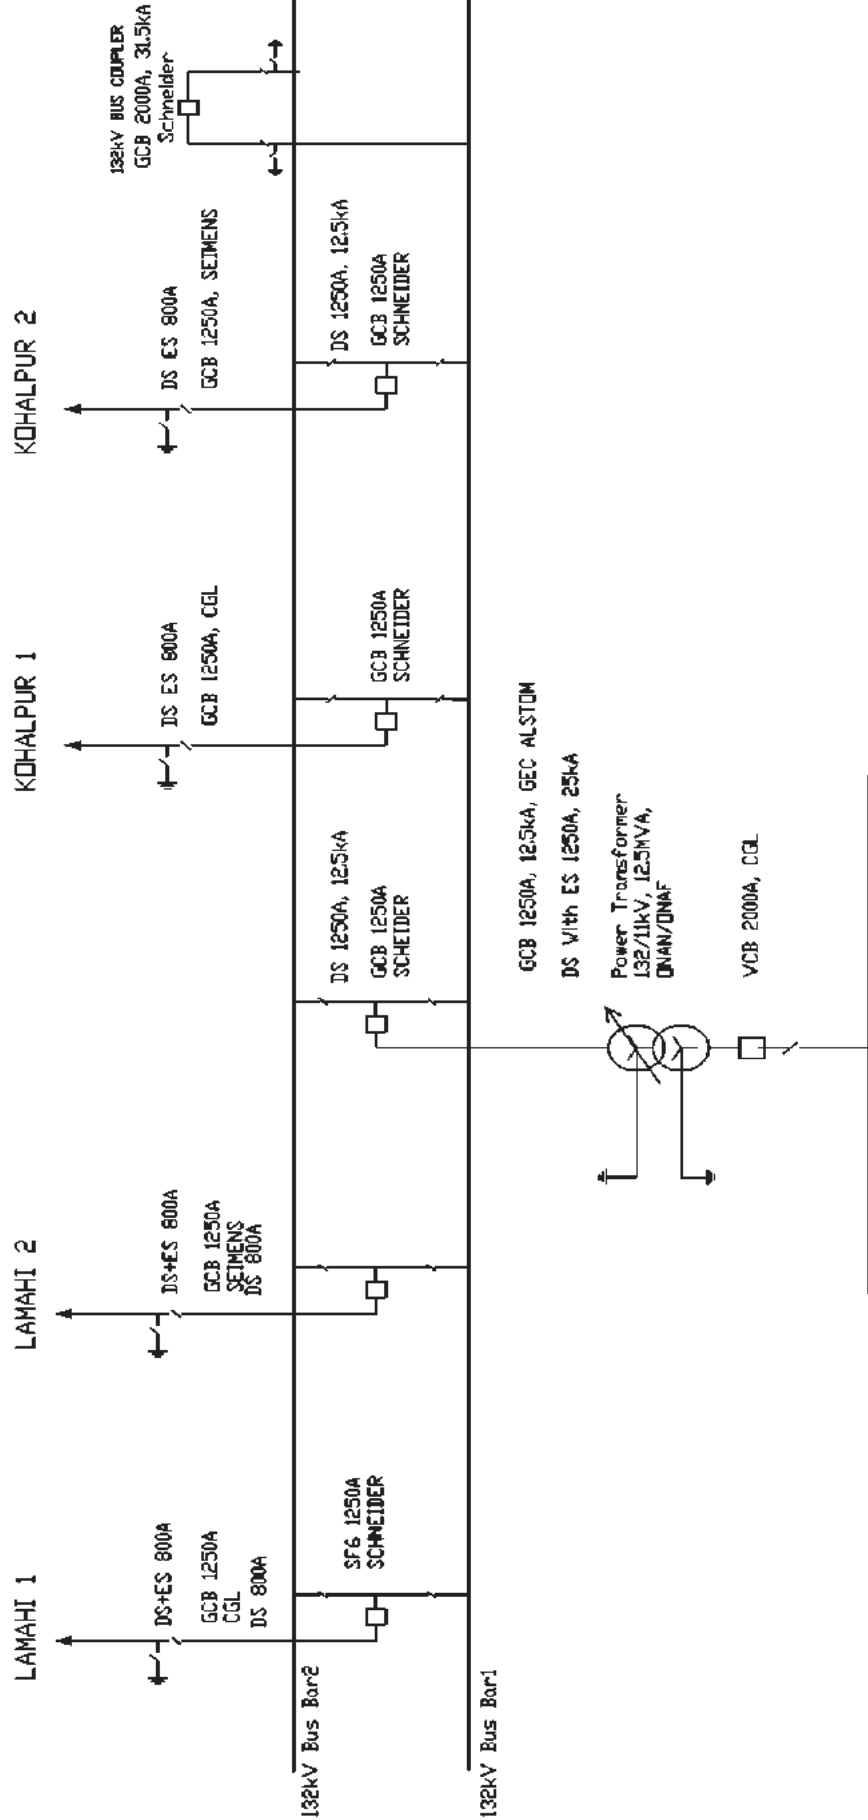 LAMAHI 1
DS+ES 800A
GCB 1250A
CGL
DS 800A
SF6 1250A
SCHNEIDER
LAMAHI 2
DS+ES 800A
GCB 1250A
SEIMENS
DS 800A
DS 1250A, 12.5kA
GCB 1250A
SCHEIDER
KOHALPUR 1
DS ES 800A
GCB 1250A, CGL
GCB 1250A
SCHNEIDER
KOHALPUR 2
DS ES 800A
GCB 1250A, SEIMENS
DS 1250A, 12.5kA
GCB 1250A
SCHNEIDER
132kV BUS COUPLER
GCB 2000A, 31.5kA
Schneider
132kV Bus Bar2
132kV Bus Bar1
GCB 1250A, 12.5kA, GEC ALSTOM
DS With ES 1250A, 25kA
Power Transformer
132/11kV, 12.5MVA,
ONAN/ONAF
VCB 2000A, CGL